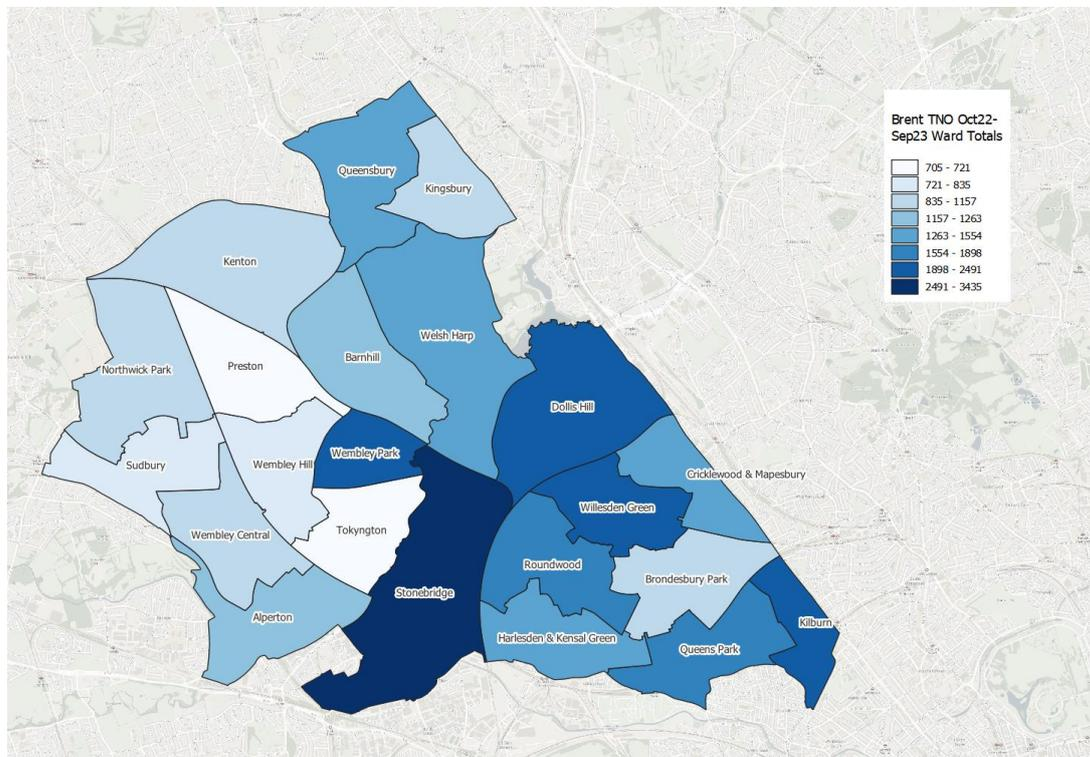 Brent TNO Oct22-
Sep23 Ward Totals
705 - 721
721 - 835
835 - 1157
1157 - 1263
1263 - 1554
1554 - 1898
1898 - 2491
2491 - 3435
Queensbury
Kingsbury
Kenton
Welsh Harp
Barnhill
Preston
Northwick Park
Dollis Hill
Wembley Park
Sudbury
Wembley Hill
Cricklewood & Mapesbury
Willesden Green
Tokyngton
Wembley Central
Roundwood
Brondesbury Park
Stonebridge
Alperton
Kilburn
Harlesden & Kensal Green
Queens Park